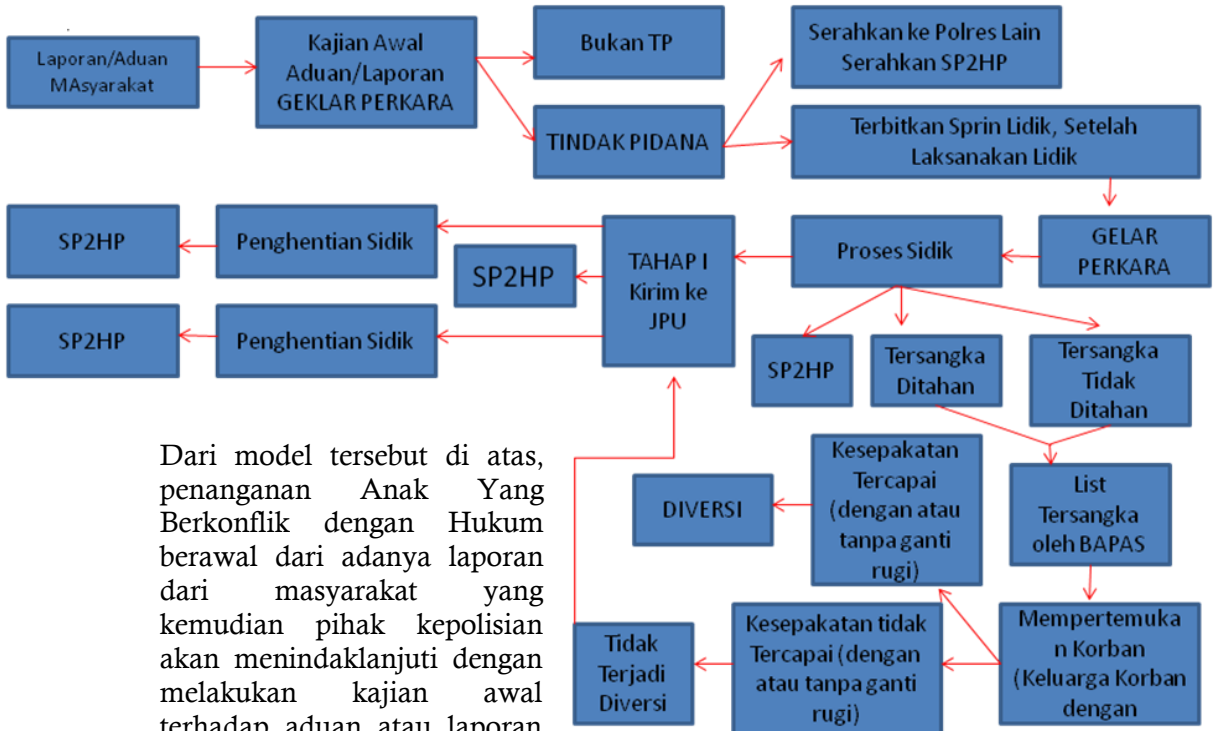 Laporan/Aduan
MAsyarakat
Kajian Awal
Aduan/Laporan
GEKLAR PERKARA
Bukan TP
TINDAK PIDANA
Serahkan ke Polres Lain
Serahkan SP2HP
Terbitkan Sprin Lidik, Setelah
Laksanakan Lidik
GELAR
PERKARA
Proses Sidik
TAHAP I
Kirim ke
JPU
SP2HP
Penghentian Sidik
SP2HP
Penghentian Sidik
SP2HP
SP2HP
Tersangka
Ditahan
Tersangka
Tidak
Ditahan
List
Tersangka
oleh BAPAS
Mempertemuka
n Korban
(Keluarga Korban
dengan
Kesepakatan
Tercapai
(dengan atau
tanpa ganti
rugi)
DIVERSI
Kesepakatan tidak
Tercapai (dengan
atau tanpa ganti
rugi)
Tidak
Terjadi
Diversi
Dari model tersebut di atas,
penanganan Anak Yang
Berkonflik dengan Hukum
berawal dari adanya laporan
dari masyarakat yang
kemudian pihak kepolisian
akan menindaklanjuti dengan
melakukan kajian awal
terhadap aduan atau laporan